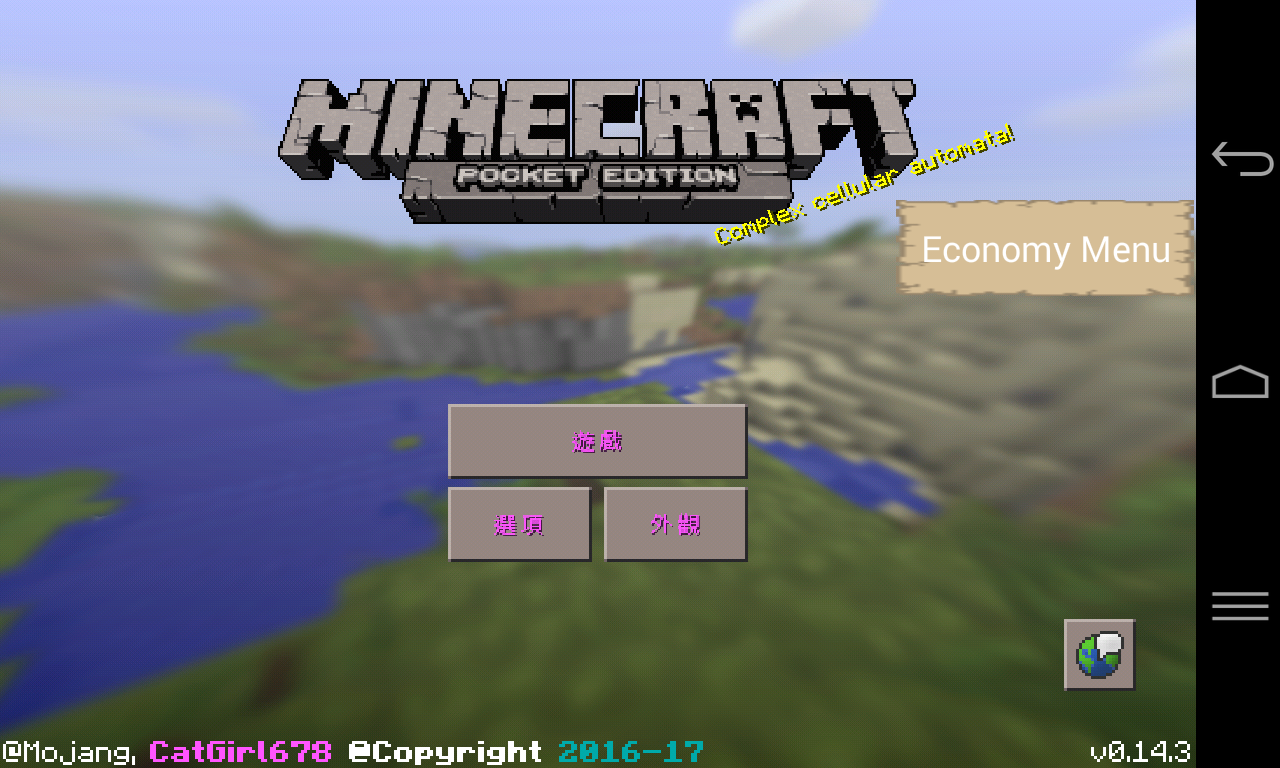 MINECRAFT
POCKET EDITION
Complex cellular automata!
Economy Menu
遊戲
選項
外觀
@Mojang, CatGirl678 @Copyright 2016-17
v0.14.3